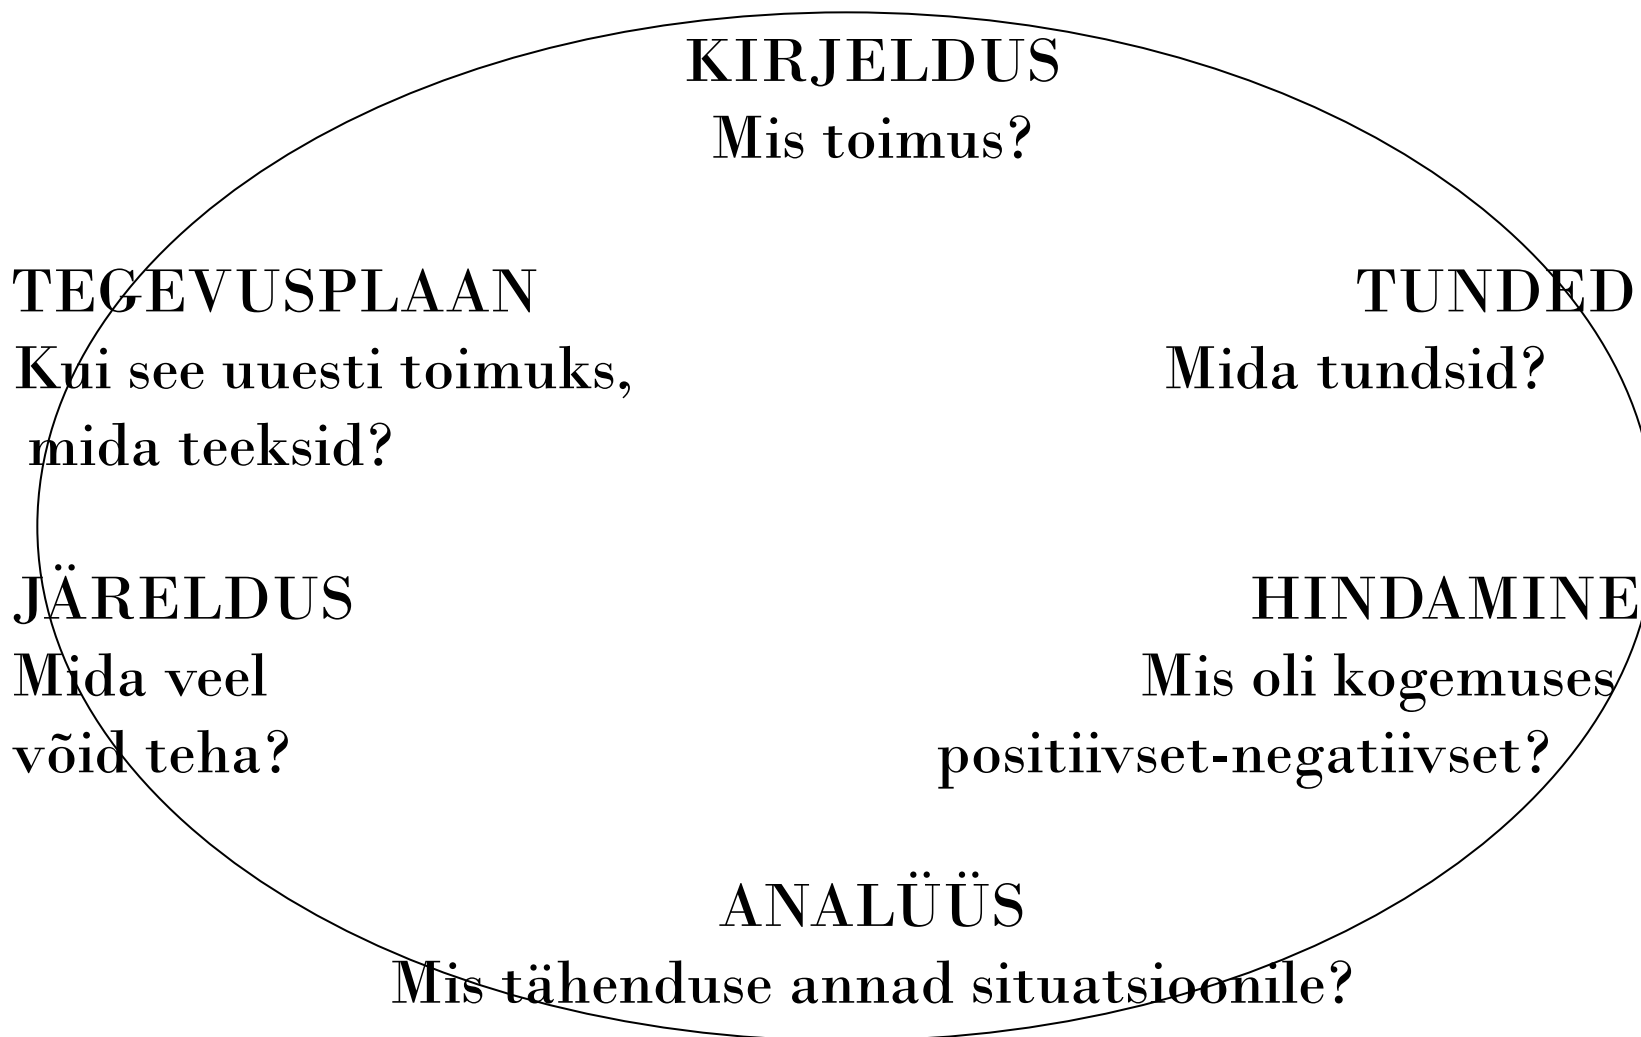 KIRJELDUS
Mis toimus?
TEGEVUSPLAAN
Kui see uuesti toimuks,
mida teeksid?
TUNDED
Mida tundsid?
JÄRELDUS
Mida veel
võid teha?
HINDAMINE
Mis oli kogemuses
positiivset-negatiivset?
ANALÜÜS
Mis tähenduse annad situatsioonile?